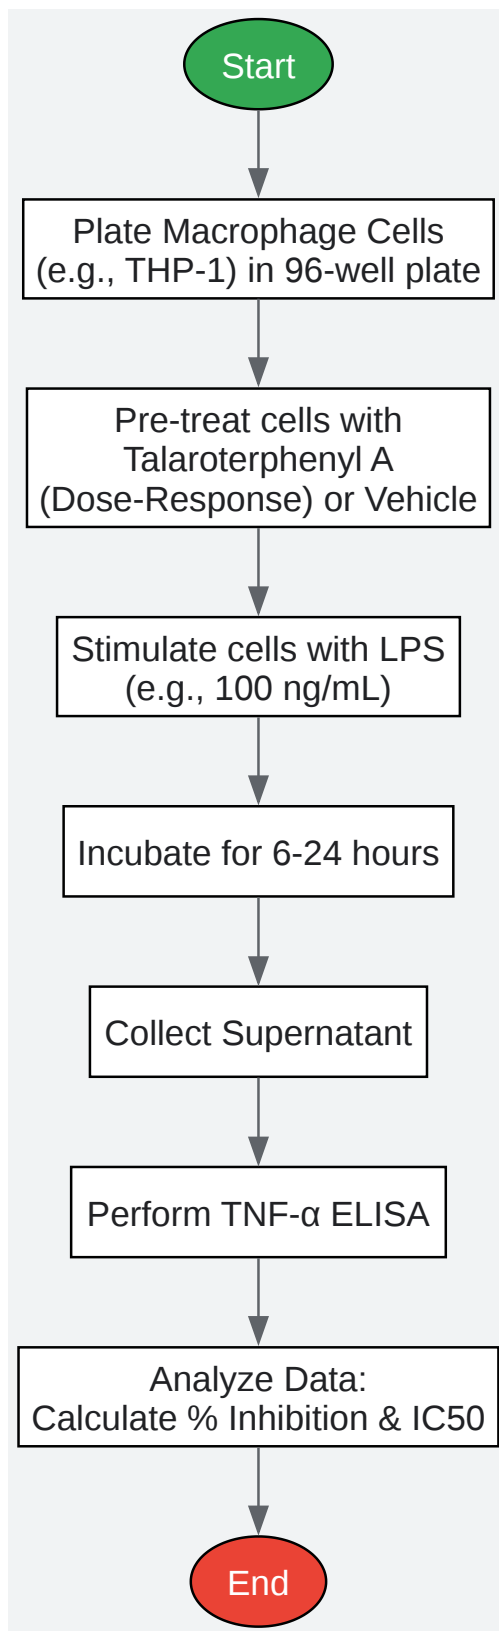 Start
Plate Macrophage Cells
(e.g., THP-1) in 96-well plate
Pre-treat cells with
Talaroterphenyl A
(Dose-Response) or Vehicle
Stimulate cells with LPS
(e.g., 100 ng/mL)
Incubate for 6-24 hours
Collect Supernatant
Perform TNF-α ELISA
Analyze Data:
Calculate % Inhibition & IC50
End